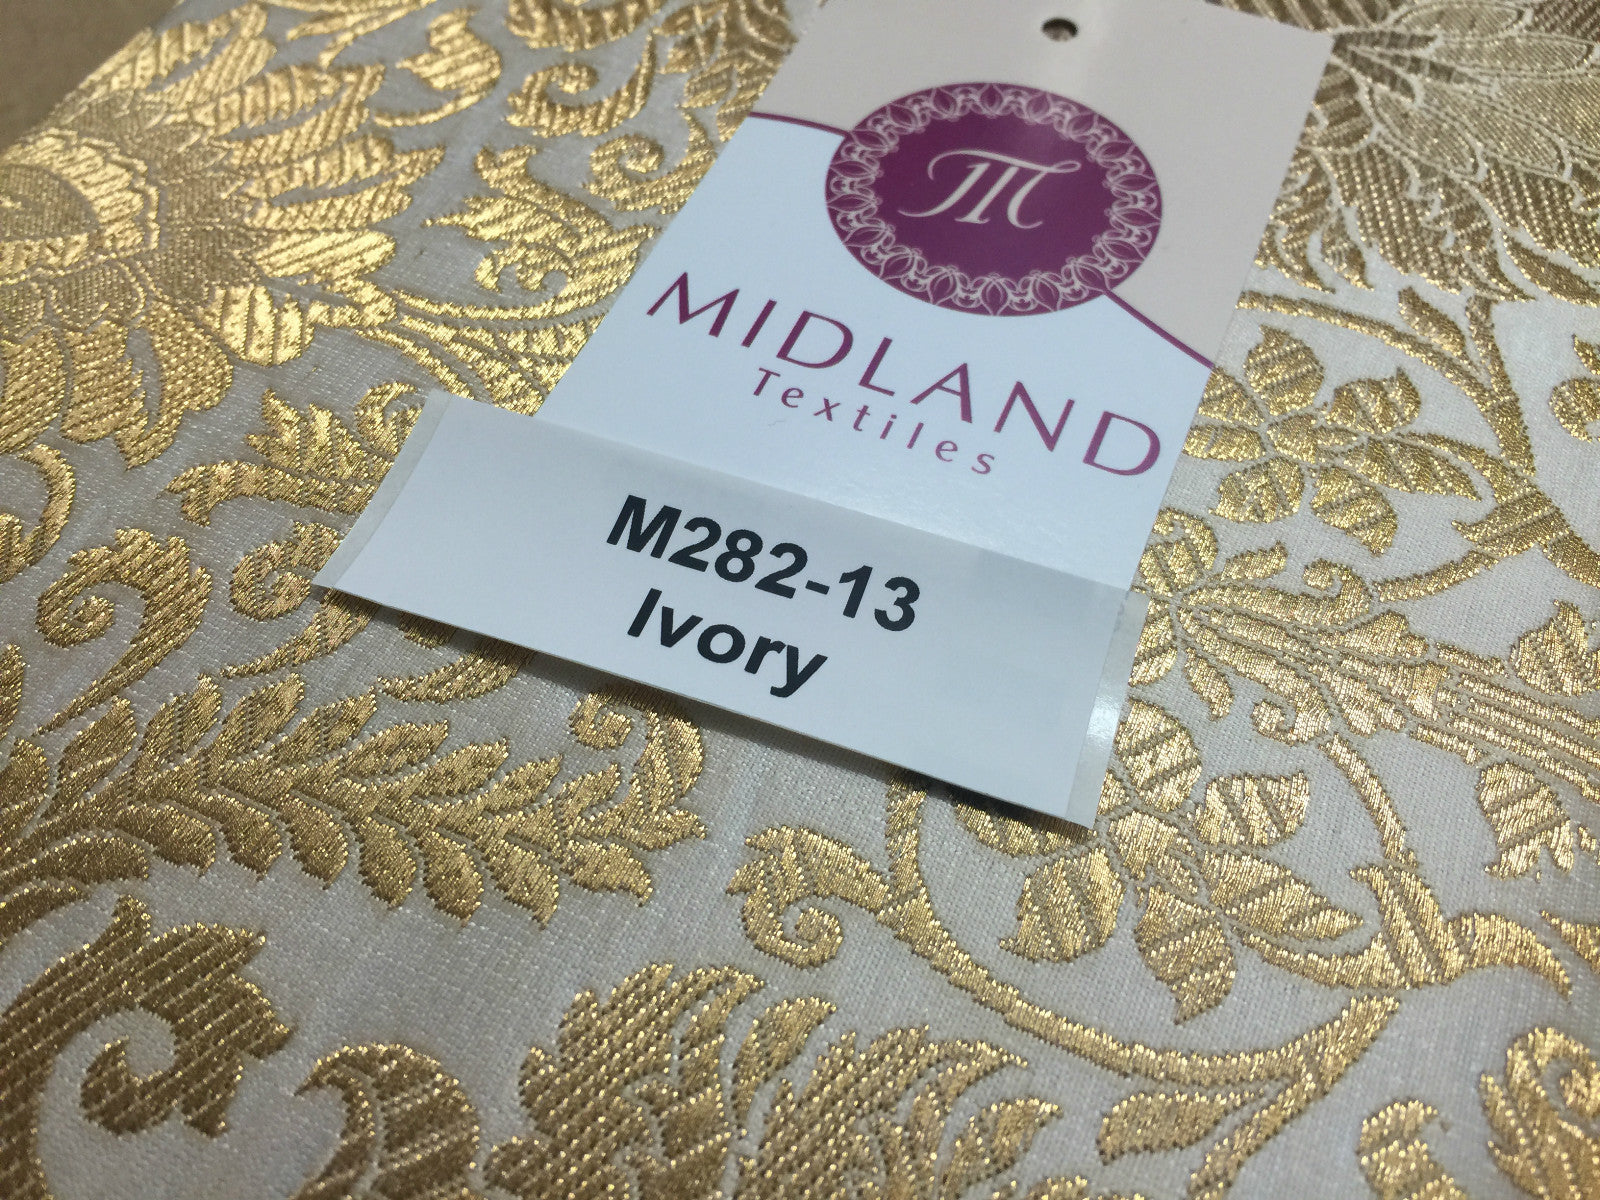 MIDLAND
Textiles
M282-13
Ivory